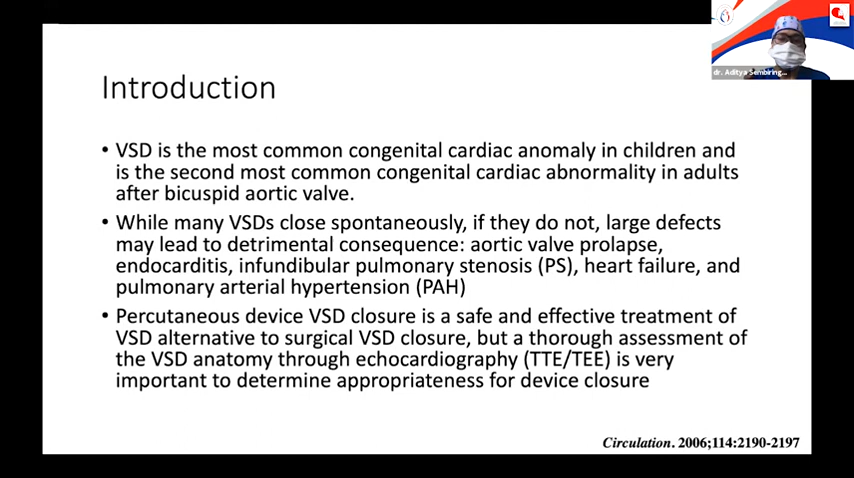 dr. Aditya Sembiring...
Introduction
• VSD is the most common congenital cardiac anomaly in children and
is the second most common congenital cardiac abnormality in adults
after bicuspid aortic valve.
• While many VSDs close spontaneously, if they do not, large defects
may lead to detrimental consequence: aortic valve prolapse,
endocarditis, infundibular pulmonary stenosis (PS), heart failure, and
pulmonary arterial hypertension (PAH)
• Percutaneous device VSD closure is a safe and effective treatment of
VSD alternative to surgical VSD closure, but a thorough assessment of
the VSD anatomy through echocardiography (TTE/TEE) is very
important to determine appropriateness for device closure
Circulation. 2006;114:2190-2197